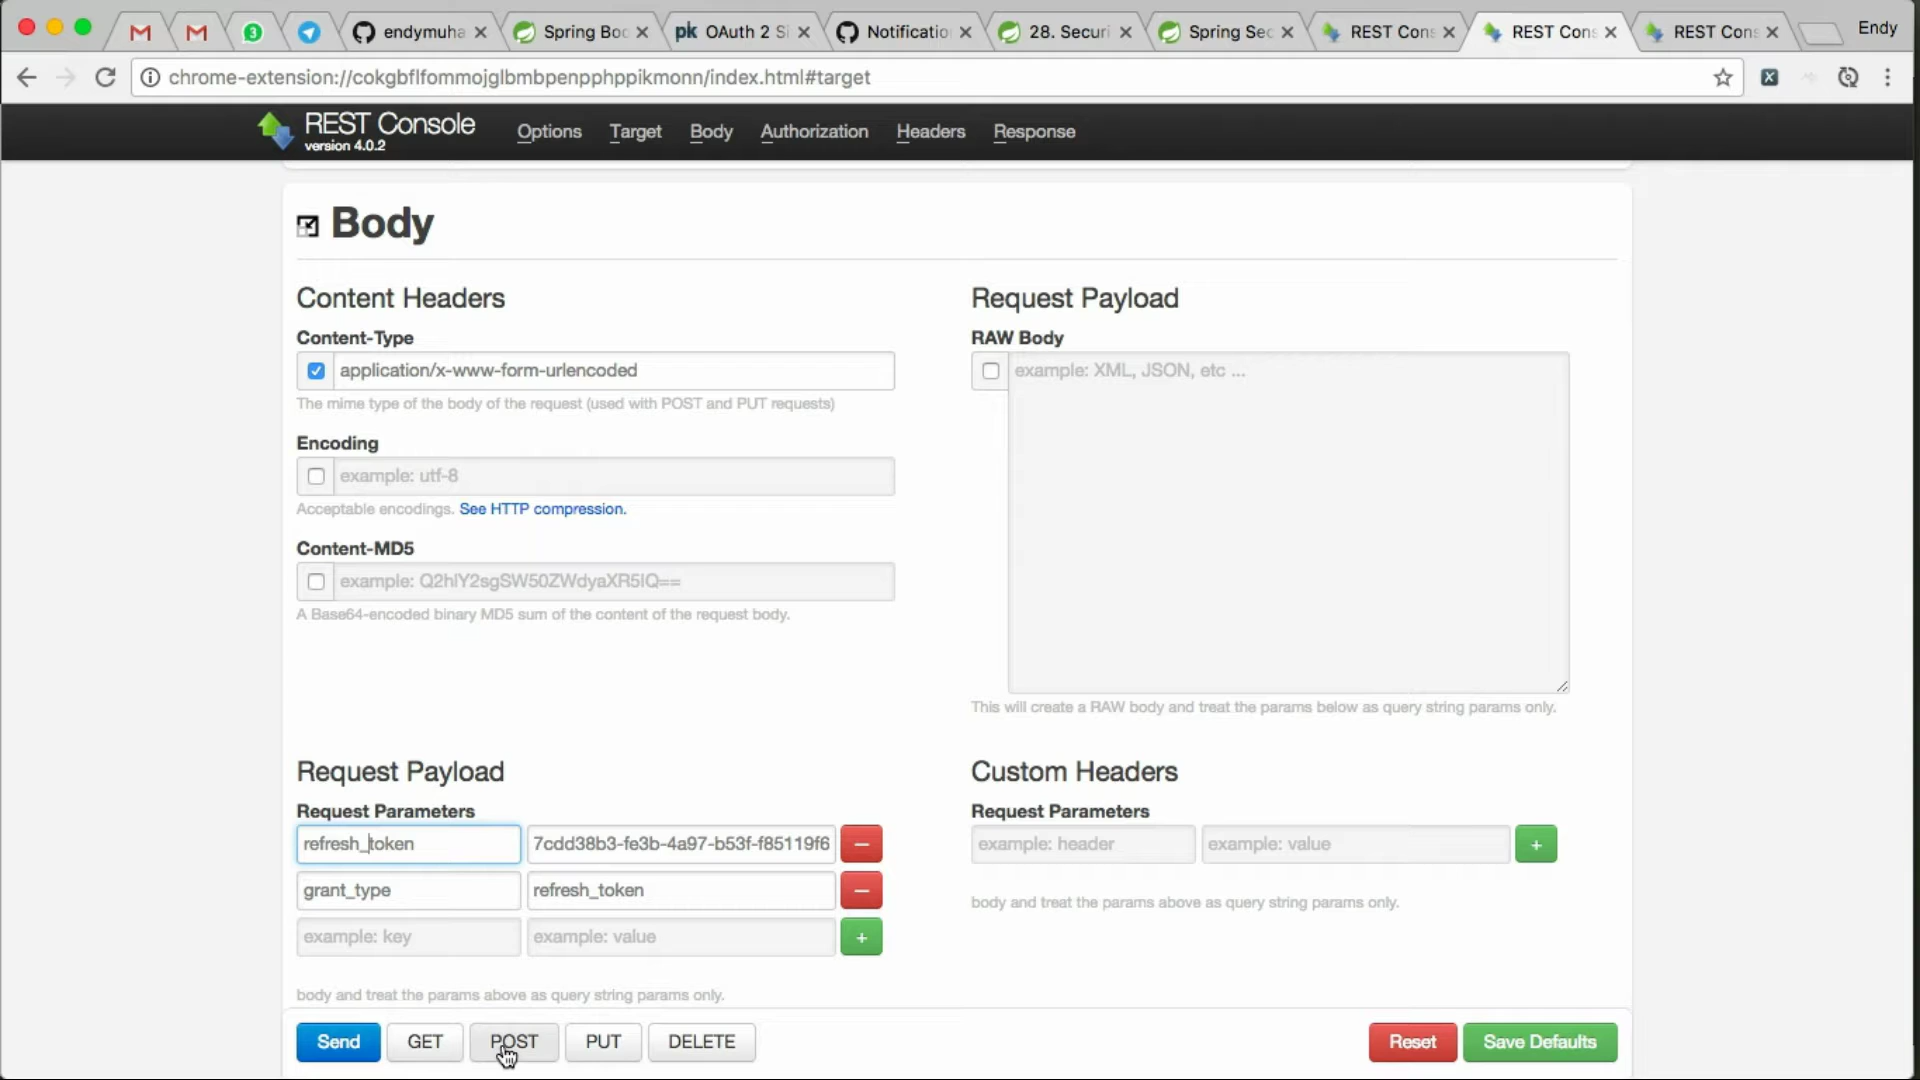 3
endymuha
Spring Boo
OAuth 2 Si
Notificatio
28. Securi
Spring Sec
REST Cons
REST Cons
REST Cons
Endy
chrome-extension://cokgbflfommojglbmbpenpphppikmonn/index.html#target
REST Console
version 4.0.2
Options
Target
Body
Authorization
Headers
Response
Body
Content Headers
Content-Type
application/x-www-form-urlencoded
The mime type of the body of the request (used with POST and PUT requests)
Encoding
example: utf-8
Acceptable encodings. See HTTP compression.
Content-MD5
example: Q2hlY2sgSW50ZWdyaXR5IQ==
A Base64-encoded binary MD5 sum of the content of the request body.
Request Payload
RAW Body
example: XML, JSON, etc ...
This will create a RAW body and treat the params below as query string params only.
Request Payload
Request Parameters
refresh_token
7cdd38b3-fe3b-4a97-b53f-f85119f6
grant_type
refresh_token
example: key
example: value
body and treat the params above as query string params only.
Custom Headers
Request Parameters
example: header
example: value
body and treat the params above as query string params only.
Send
GET
POST
PUT
DELETE
Reset
Save Defaults